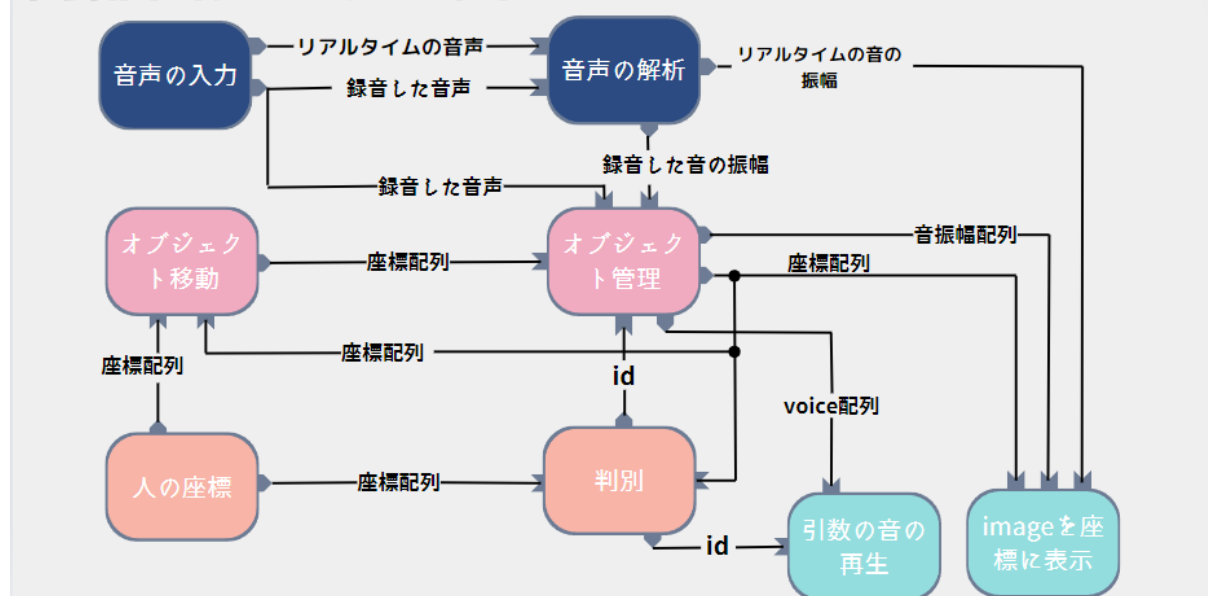 音声の入力
リアルタイムの音声
録音した音声
音声の解析
リアルタイムの音の
振幅
録音した音の振幅
録音した音声
オブジェク
ト移動
座標配列
オブジェク
ト管理
音振幅配列
座標配列
座標配列
座標配列
id
voice配列
人の座標
座標配列
判別
id
引数の音の
再生
imageを座
標に表示